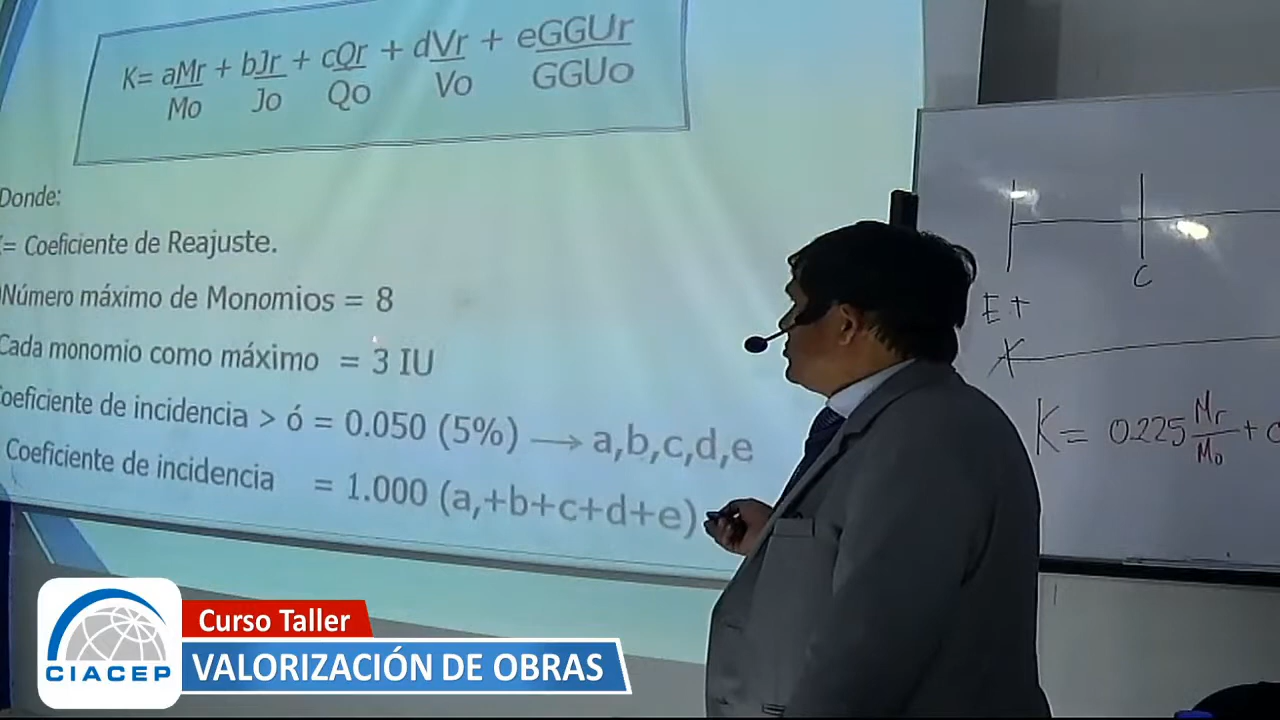 K= aMr + bJr + cQr + dVr + eGGUr
Mo Jo Qo Vo GGUo
Donde:
= Coeficiente de Reajuste.
Número máximo de Monomios = 8
Cada monomio como máximo = 3 IU
Coeficiente de incidencia > ó = 0.050 (5%) → a,b,c,d,e
Coeficiente de incidencia = 1.000 (a,+b+c+d+e)
C
E+
K= 0.225 Mr +
Mo
Curso Taller
VALORIZACIÓN DE OBRAS
CIACEP